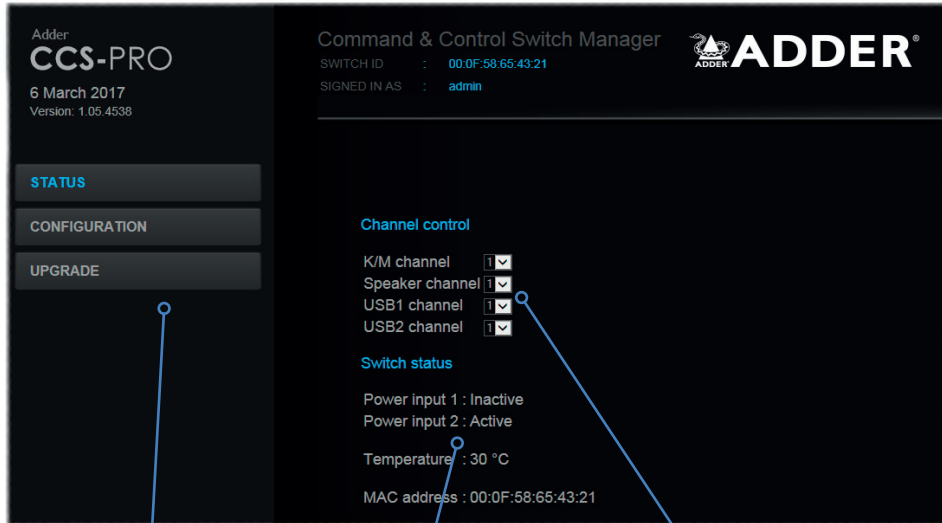 Adder
CCS-PRO
6 March 2017
Version: 1.05.4538
Command & Control Switch Manager
SWITCH ID : 00:0F:58:65:43:21
SIGNED IN AS : admin
ADDER
ADDER®
STATUS
CONFIGURATION
UPGRADE
Channel control
K/M channel 1
Speaker channel 1
USB1 channel 1
USB2 channel 1
Switch status
Power input 1 : Inactive
Power input 2 : Active
Temperature : 30 °C
MAC address : 00:0F:58:65:43:21